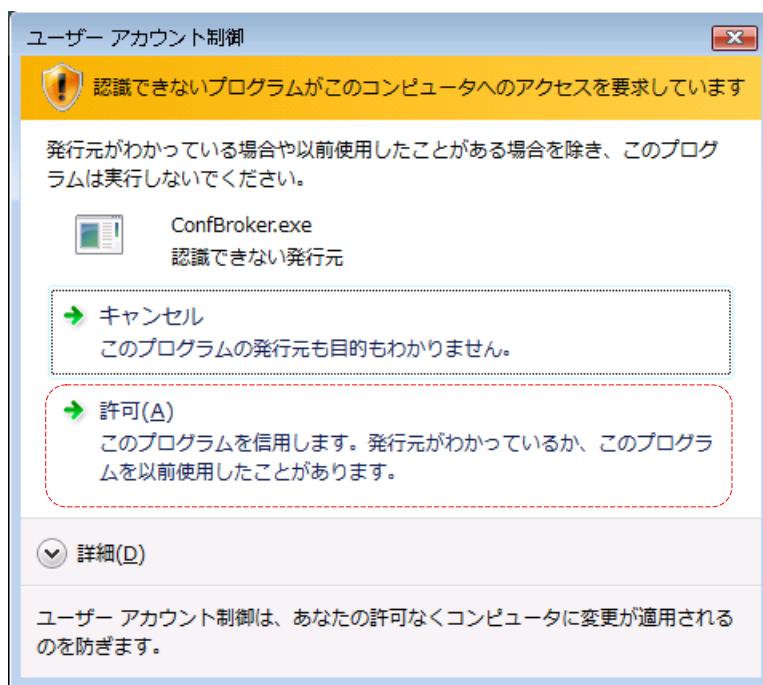 ユーザー アカウント制御
認識できないプログラムがこのコンピュータへのアクセスを要求しています
発行元がわかっている場合や以前使用したことがある場合を除き、このプログ
ラムは実行しないでください。
ConfBroker.exe
認識できない発行元
キャンセル
このプログラムの発行元も目的もわかりません。
許可(A)
このプログラムを信用します。発行元がわかっているか、このプログラ
ムを以前使用したことがあります。
詳細(D)
ユーザー アカウント制御は、あなたの許可なくコンピュータに変更が適用される
のを防ぎます。